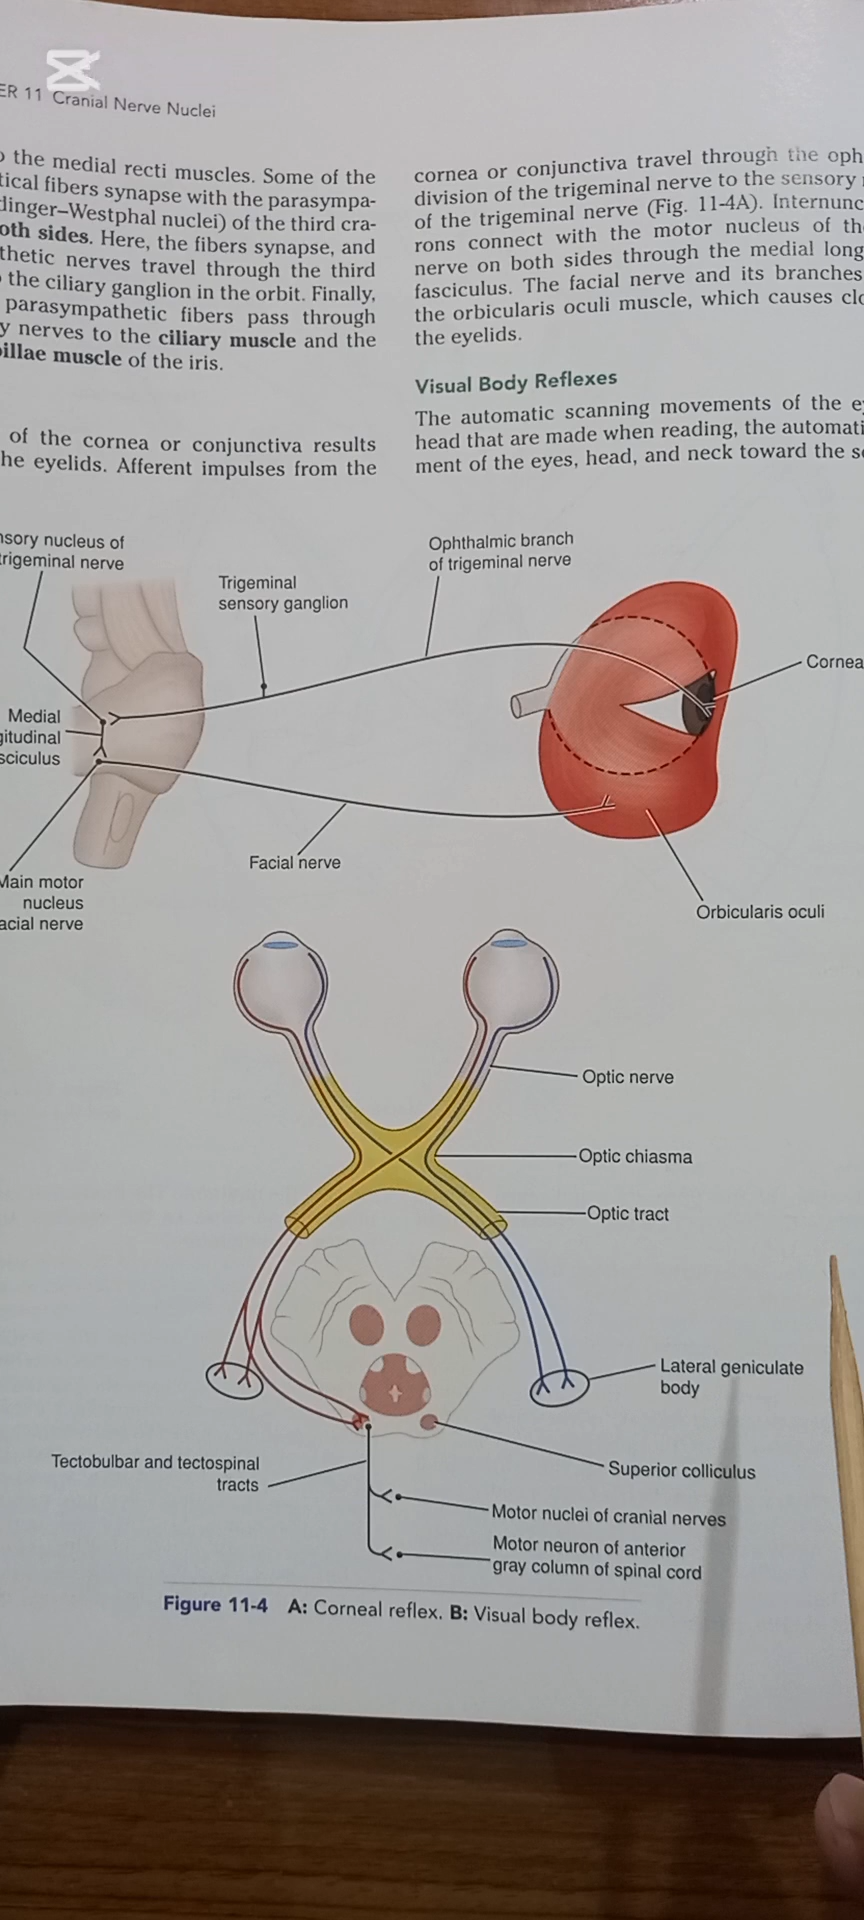 ER 11 Cranial Nerve Nuclei
the medial recti muscles. Some of the
tical fibers synapse with the parasympa-
dinger–Westphal nuclei) of the third cra-
oth sides. Here, the fibers synapse, and
thetic nerves travel through the third
the ciliary ganglion in the orbit. Finally,
parasympathetic fibers pass through
y nerves to the ciliary muscle and the
illae muscle of the iris.
of the cornea or conjunctiva results
he eyelids. Afferent impulses from the
cornea or conjunctiva travel through the oph
division of the trigeminal nerve to the sensory
of the trigeminal nerve (Fig. 11-4A). Internunc
rons connect with the motor nucleus of th
nerve on both sides through the medial long
fasciculus. The facial nerve and its branches
the orbicularis oculi muscle, which causes clo
the eyelids.
Visual Body Reflexes
The automatic scanning movements of the e
head that are made when reading, the automati
ment of the eyes, head, and neck toward the s
nsory nucleus of
trigeminal nerve
Trigeminal
sensory ganglion
Ophthalmic branch
of trigeminal nerve
Cornea
Medial
gitudinal
sciculus
Facial nerve
Main motor
nucleus
acial nerve
Orbicularis oculi
Optic nerve
Optic chiasma
Optic tract
Lateral geniculate
body
Tectobulbar and tectospinal
tracts
Superior colliculus
Motor nuclei of cranial nerves
Motor neuron of anterior
gray column of spinal cord
Figure 11-4 A: Corneal reflex. B: Visual body reflex.